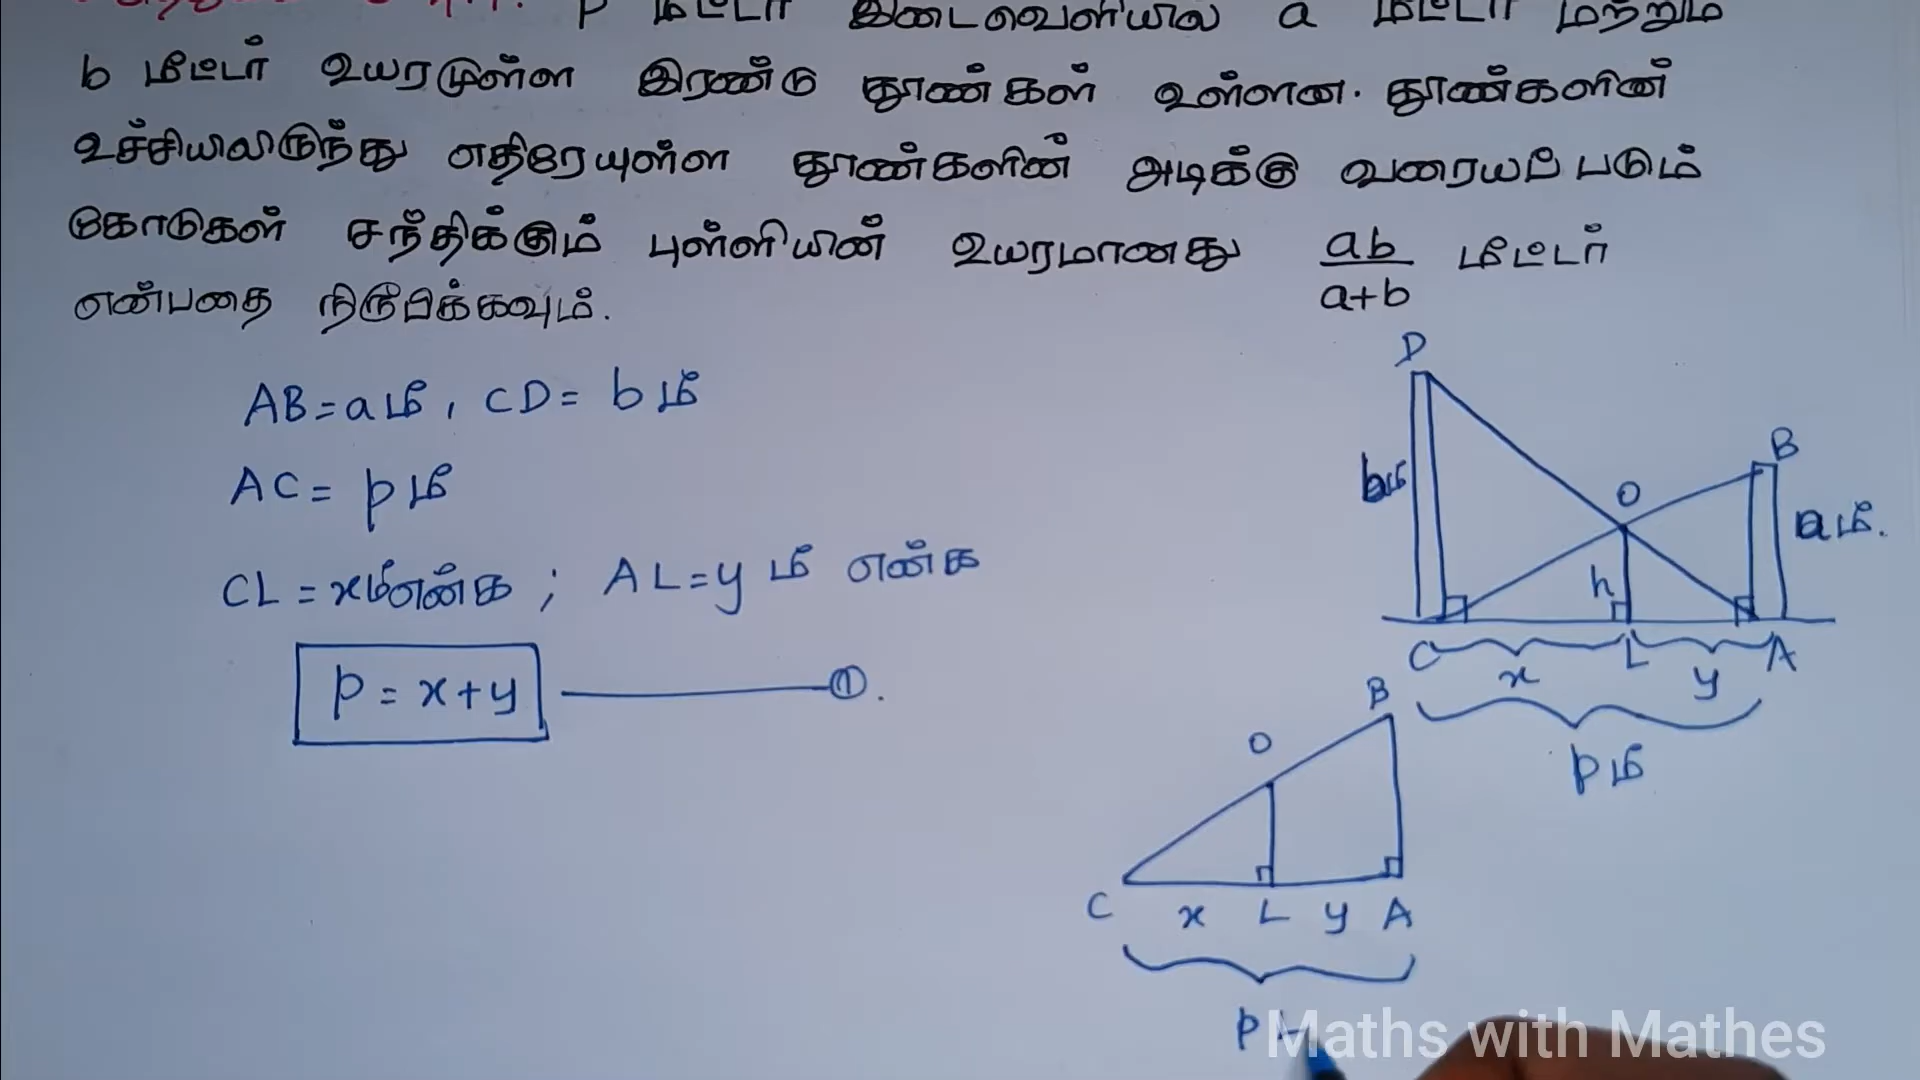 p மீட்டர் இடைவெளியில் a மீட்டர் மற்றும்
b மீட்டர் உயரமுள்ள இரண்டு தூண்கள் உள்ளன. தூண்களின்
உச்சியிலிருந்து எதிரேயுள்ள தூண்களின் அடிக்கு வரையப்படும்
கோடுகள் சந்திக்கும் புள்ளியின் உயரமானது ab/a+b மீட்டர்
என்பதை நிரூபிக்கவும்.
AB = a மீ, CD = b மீ
AC = p மீ
CL = x மீ என்க ; AL = y மீ என்க
p = x+y ①.
D
B
b மீ
O
a மீ.
h
C L A
x y
p மீ
B
O
C x L y A
p
Maths with Mathes